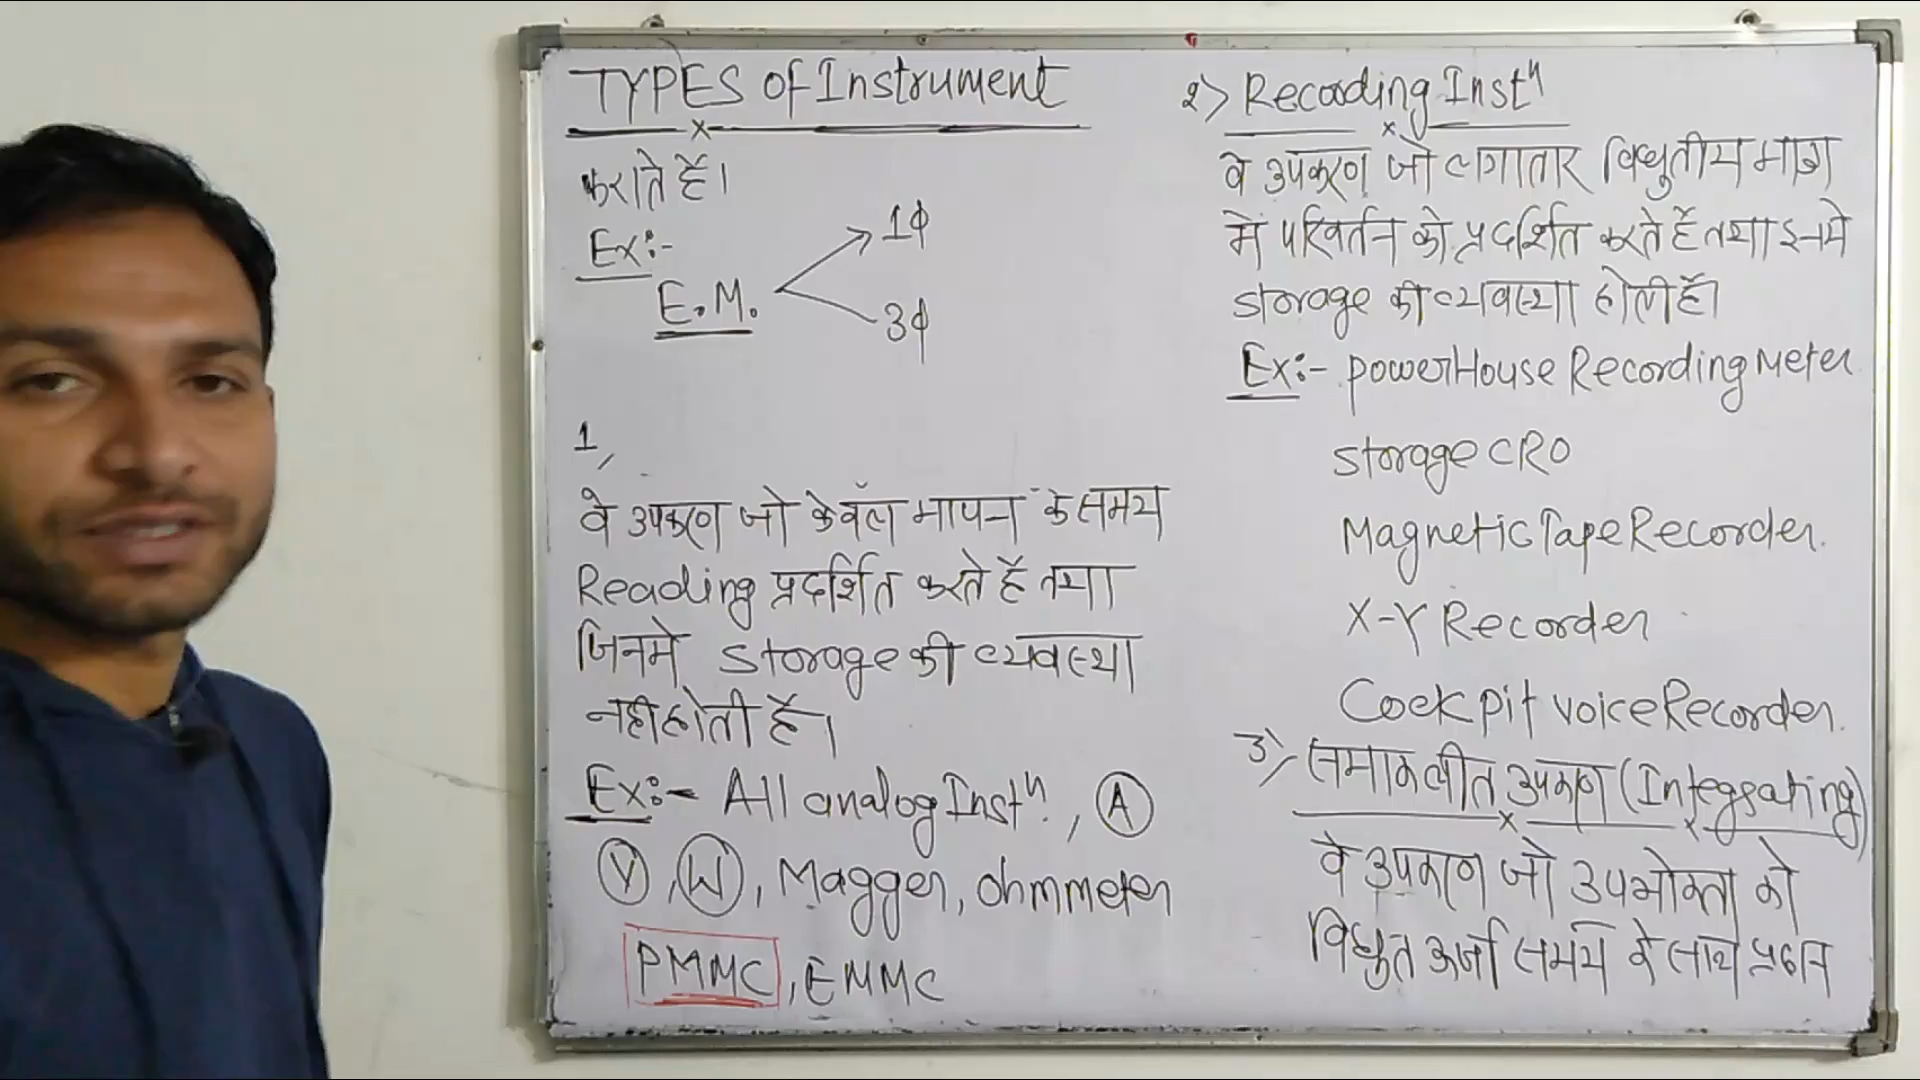 TYPES of Instrument
कराते हैं।
Ex:-
E.M.
1ϕ
3ϕ
1,
वे उपकरण जो केवल मापन के समय
Reading प्रदर्शित करते हैं तथा
जिनमे storage की व्यवस्था
नही होती हैं।
Ex:- All analog Instⁿ, A
V, W, Magger, ohmmeter
PMMC, EMMC
2) Recording Instⁿ
वे उपकरण जो लगातार विधुतीय माञा
में परिवर्तन को प्रदर्शित करते हैं तथा इनमे
storage की व्यवस्था होती हैं।
Ex:- power House Recording Meter
storage CRO
Magnetic Tape Recorder.
X-Y Recorder
Cockpit voice Recorder.
3) समाकलीत उपकरण (Integrating)
वे उपकरण जो उपभोक्ता को
विधुत ऊर्जा समय के साथ प्रदान